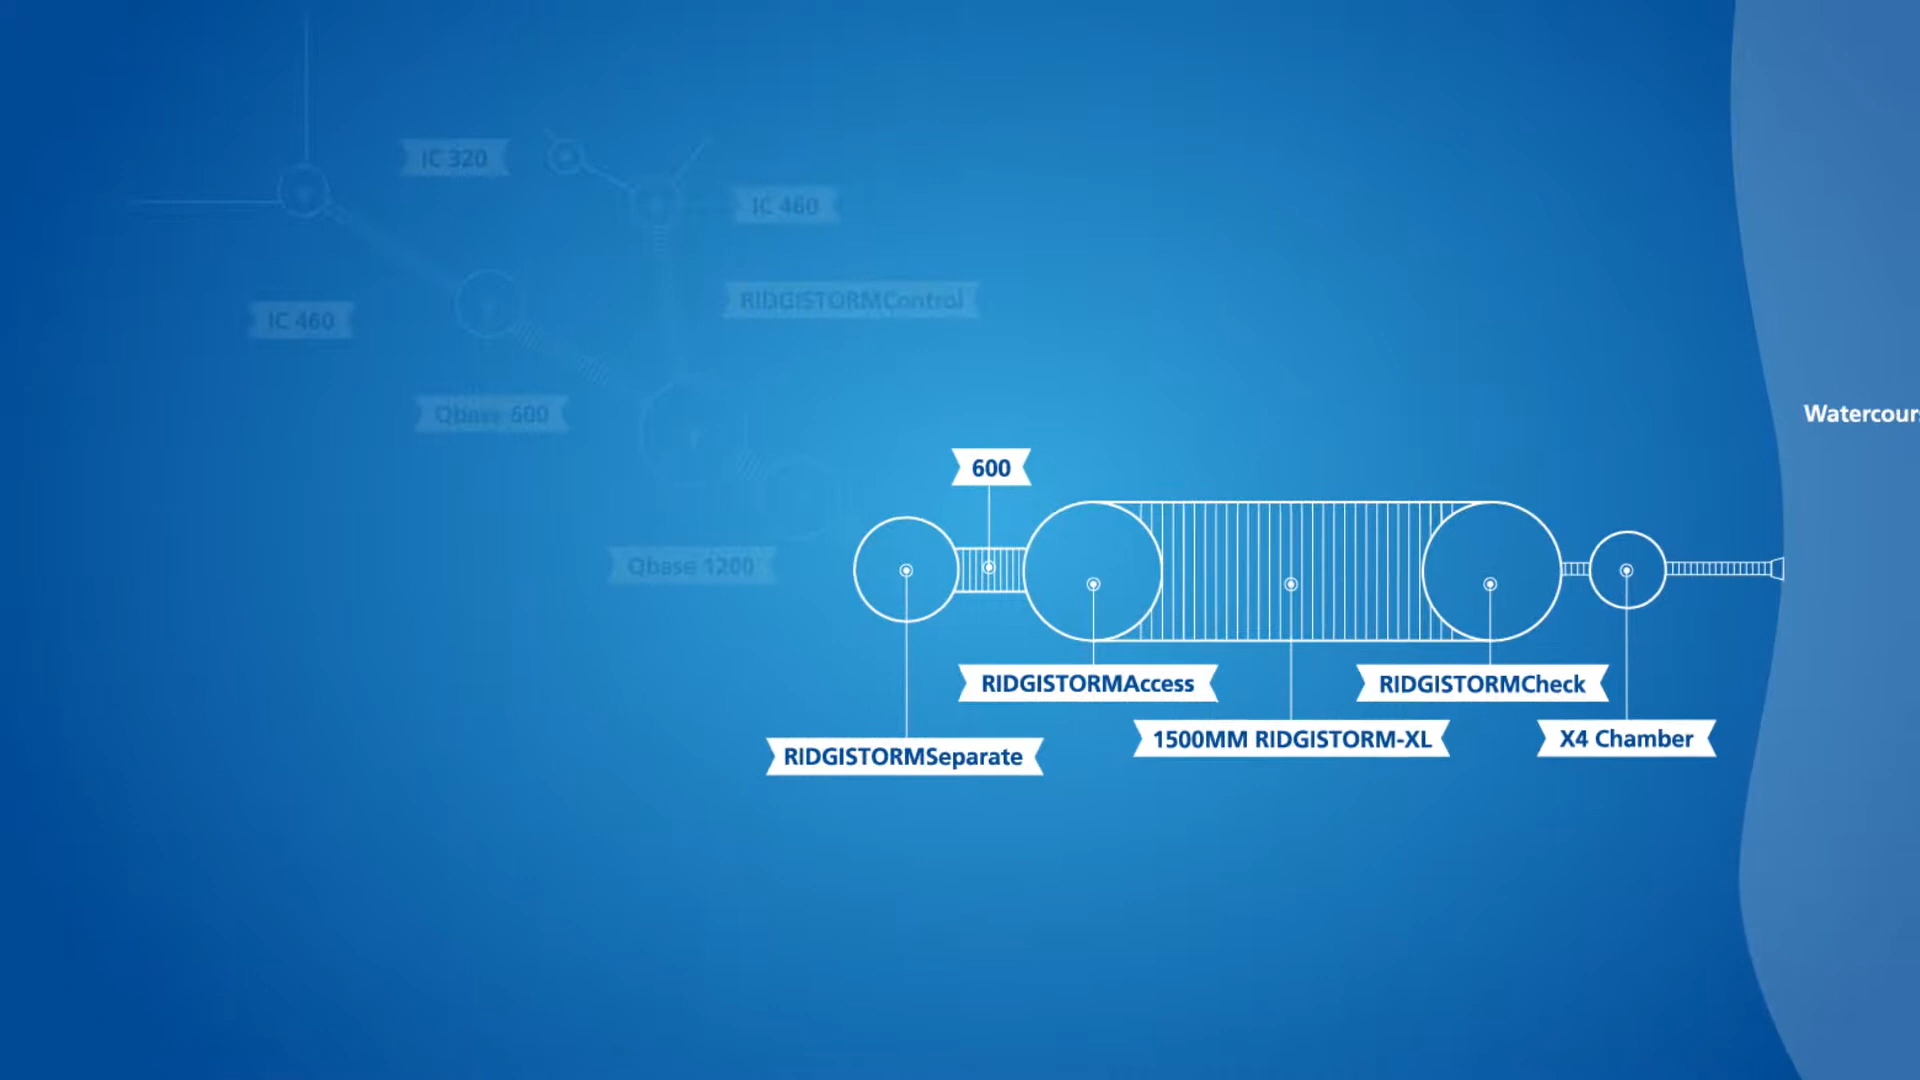 IC 320
IC 460
RIDGISTORMControl
IC 460
Qbase 600
Watercours
600
Qbase 1200
RIDGISTORMAccess
RIDGISTORMCheck
1500MM RIDGISTORM-XL
X4 Chamber
RIDGISTORMSeparate